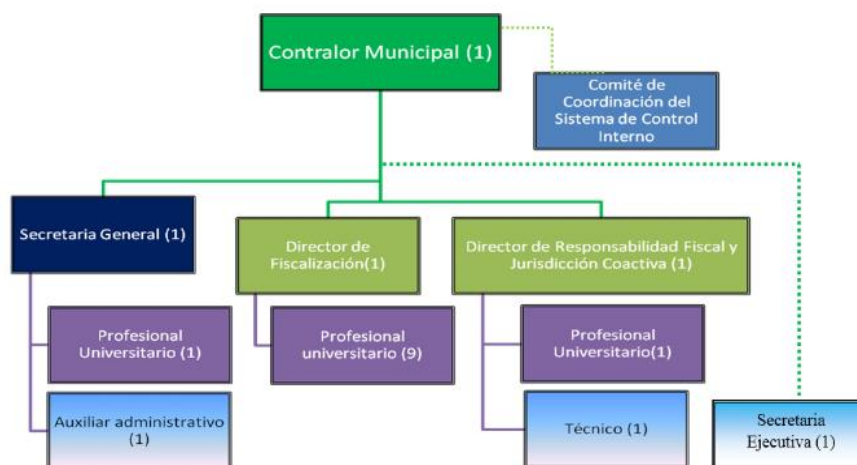 Contralor Municipal (1)
Comité de
Coordinación del
Sistema de Control
Interno
Secretaria General (1)
Director de
Fiscalización(1)
Director de Responsabilidad Fiscal y
Jurisdicción Coactiva (1)
Profesional
Universitario (1)
Profesional
universitario (9)
Profesional
Universitario(1)
Auxiliar administrativo
(1)
Técnico (1)
Secretaria
Ejecutiva (1)